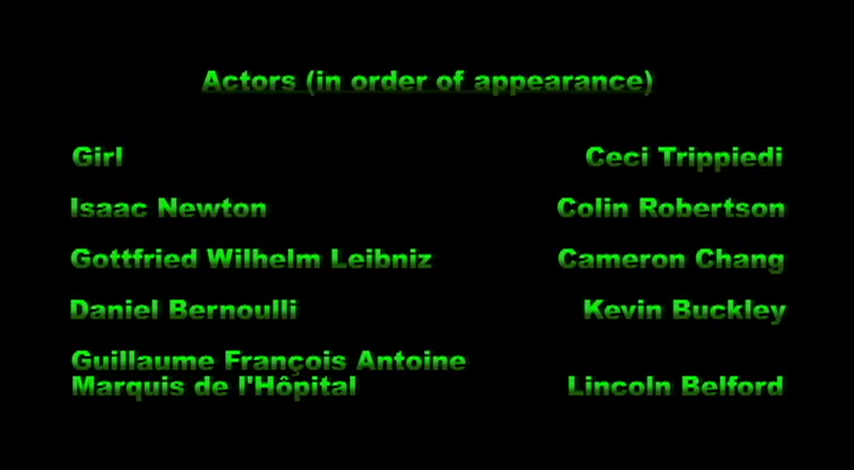 Actors (in order of appearance)
Girl Ceci Trippiedi
Isaac Newton Colin Robertson
Gottfried Wilhelm Leibniz Cameron Chang
Daniel Bernoulli Kevin Buckley
Guillaume François Antoine
Marquis de l'Hôpital Lincoln Belford